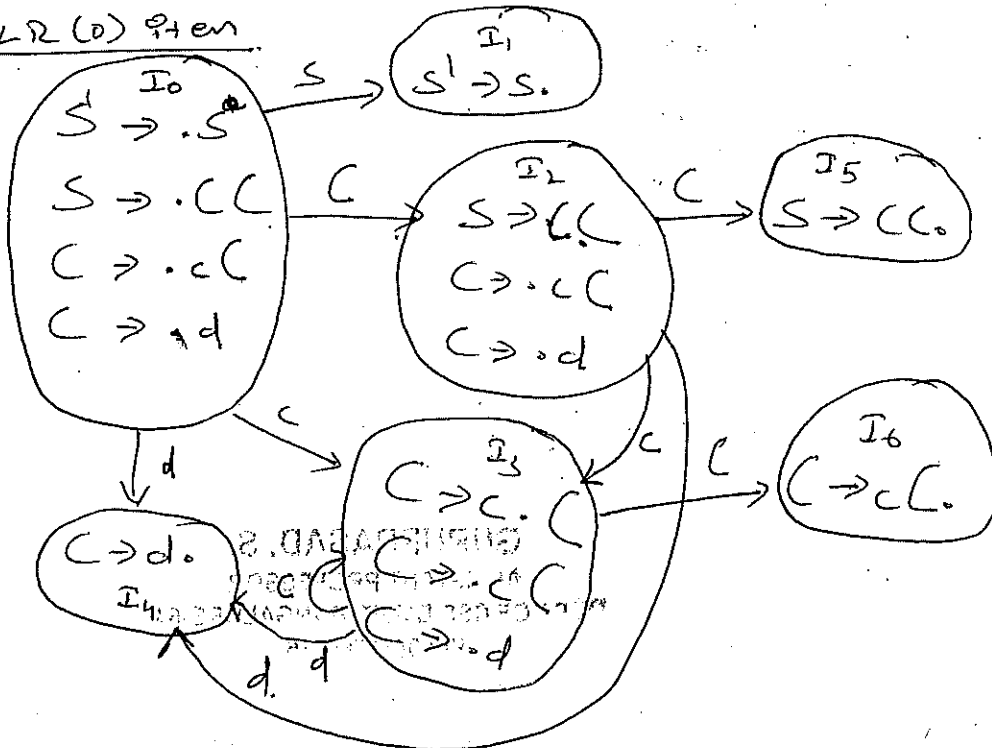 LR (0) item
I0
S' → .S
S → .CC
C → .cC
C → .d
S
I1
S' → S.
C
I2
S → C.C
C → .cC
C → .d
C
I5
S → CC.
c
d
C → d.
I4
I3
C → c.C
C → .cC
C → .d
c
c
C
I6
C → cC.
d
d.